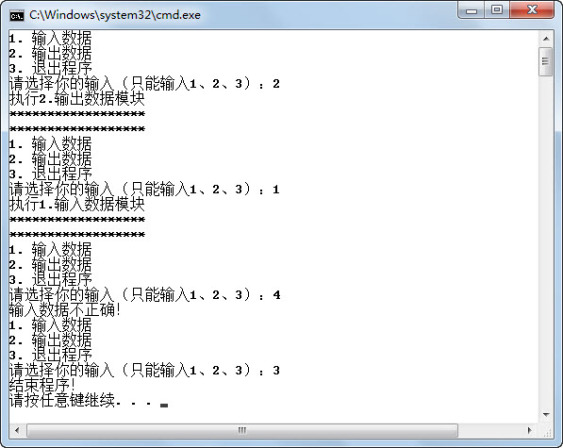 C:\Windows\system32\cmd.exe
1. 输入数据
2. 输出数据
3. 退出程序
请选择你的输入（只能输入1、2、3）：2
执行2.输出数据模块
******************
******************
1. 输入数据
2. 输出数据
3. 退出程序
请选择你的输入（只能输入1、2、3）：1
执行1.输入数据模块
******************
******************
1. 输入数据
2. 输出数据
3. 退出程序
请选择你的输入（只能输入1、2、3）：4
输入数据不正确！
1. 输入数据
2. 输出数据
3. 退出程序
请选择你的输入（只能输入1、2、3）：3
结束程序！
请按任意键继续. . .